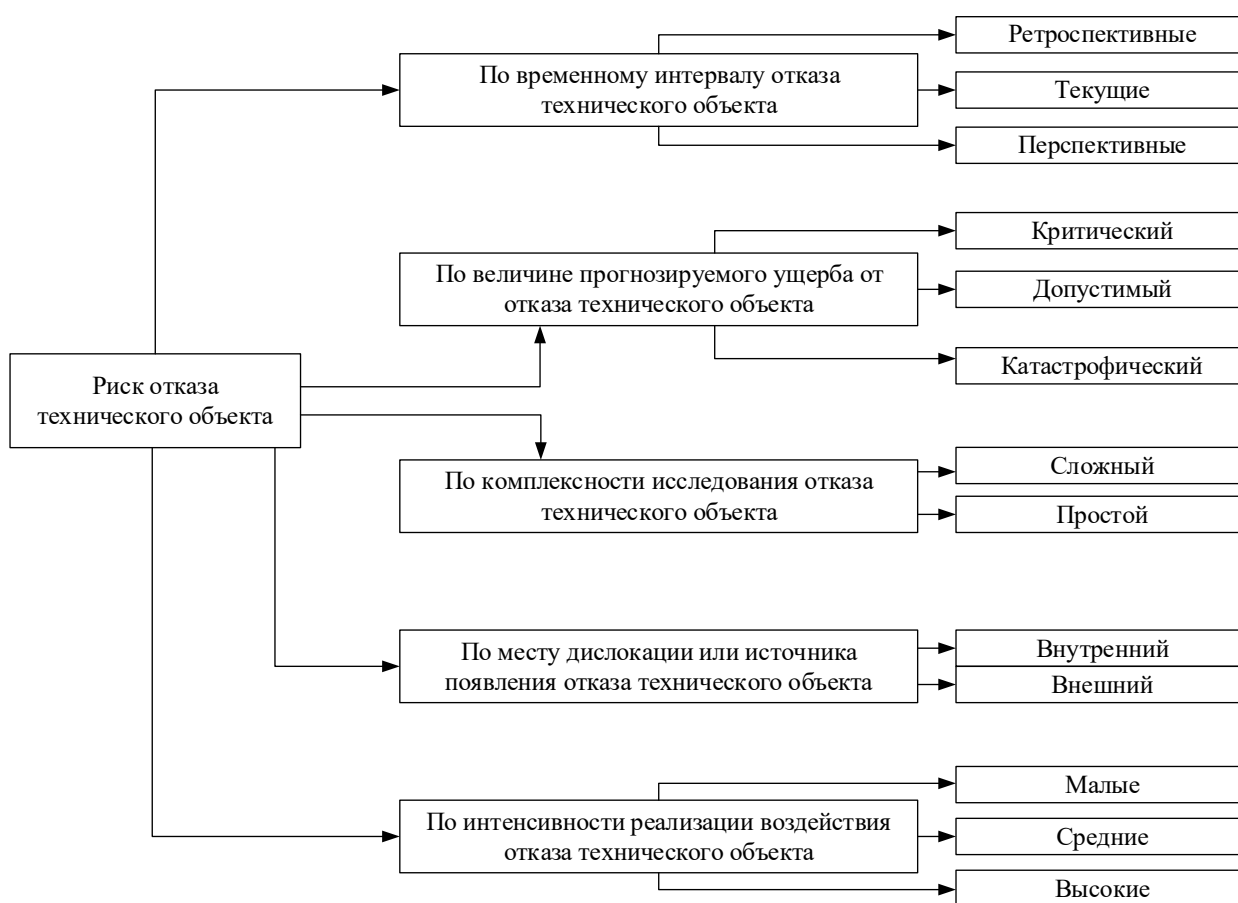 Риск отказа
технического объекта
По временному интервалу отказа
технического объекта
Ретроспективные
Текущие
Перспективные
По величине прогнозируемого ущерба от
отказа технического объекта
Критический
Допустимый
Катастрофический
По комплексности исследования отказа
технического объекта
Сложный
Простой
По месту дислокации или источника
появления отказа технического объекта
Внутренний
Внешний
По интенсивности реализации воздействия
отказа технического объекта
Малые
Средние
Высокие